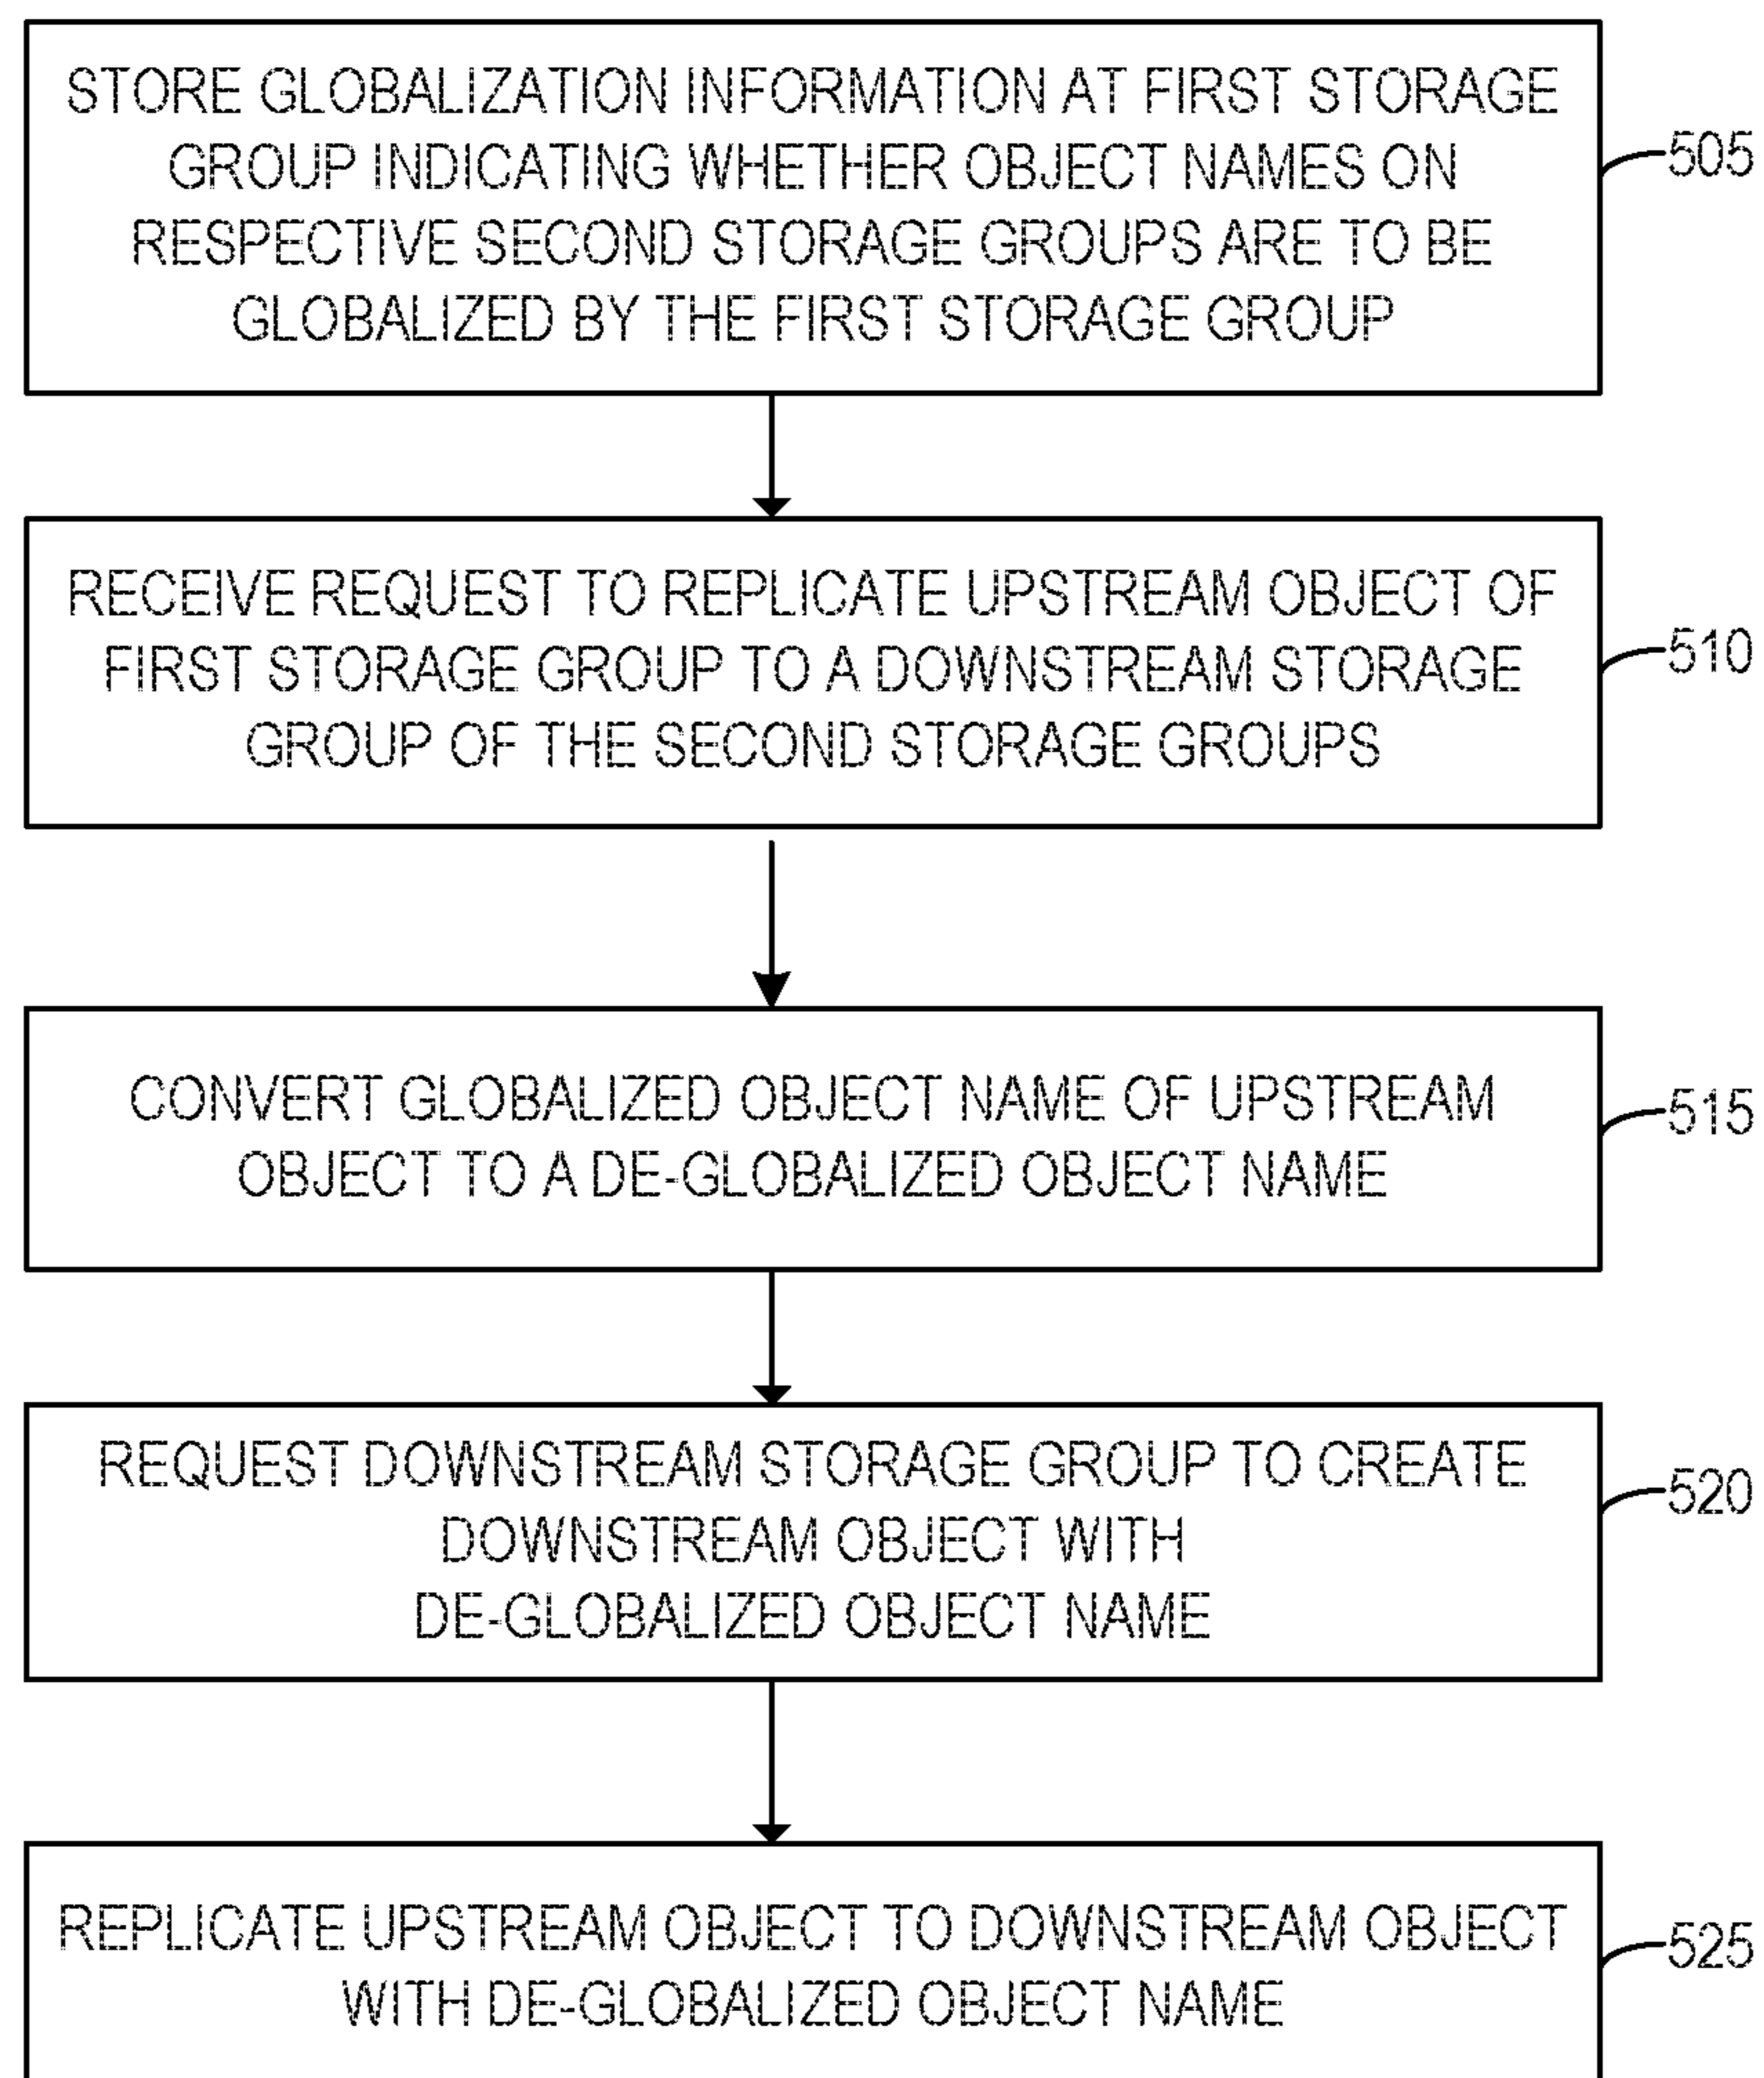 STORE GLOBALIZATION INFORMATION AT FIRST STORAGE
GROUP INDICATING WHETHER OBJECT NAMES ON
RESPECTIVE SECOND STORAGE GROUPS ARE TO BE
GLOBALIZED BY THE FIRST STORAGE GROUP
505
RECEIVE REQUEST TO REPLICATE UPSTREAM OBJECT OF
FIRST STORAGE GROUP TO A DOWNSTREAM STORAGE
GROUP OF THE SECOND STORAGE GROUPS
510
CONVERT GLOBALIZED OBJECT NAME OF UPSTREAM
OBJECT TO A DE-GLOBALIZED OBJECT NAME
515
REQUEST DOWNSTREAM STORAGE GROUP TO CREATE
DOWNSTREAM OBJECT WITH
DE-GLOBALIZED OBJECT NAME
520
REPLICATE UPSTREAM OBJECT TO DOWNSTREAM OBJECT
WITH DE-GLOBALIZED OBJECT NAME
525